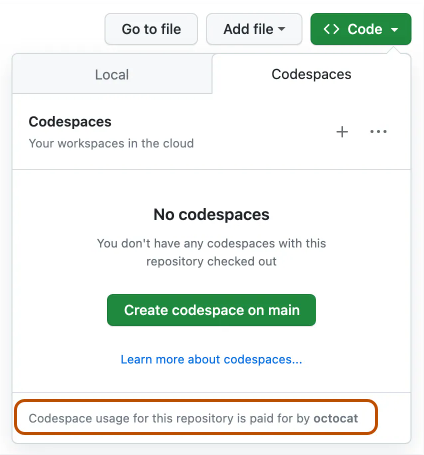 Go to file
Add file
<> Code
Local
Codespaces
Codespaces
Your workspaces in the cloud
No codespaces
You don't have any codespaces with this
repository checked out
Create codespace on main
Learn more about codespaces...
Codespace usage for this repository is paid for by octocat